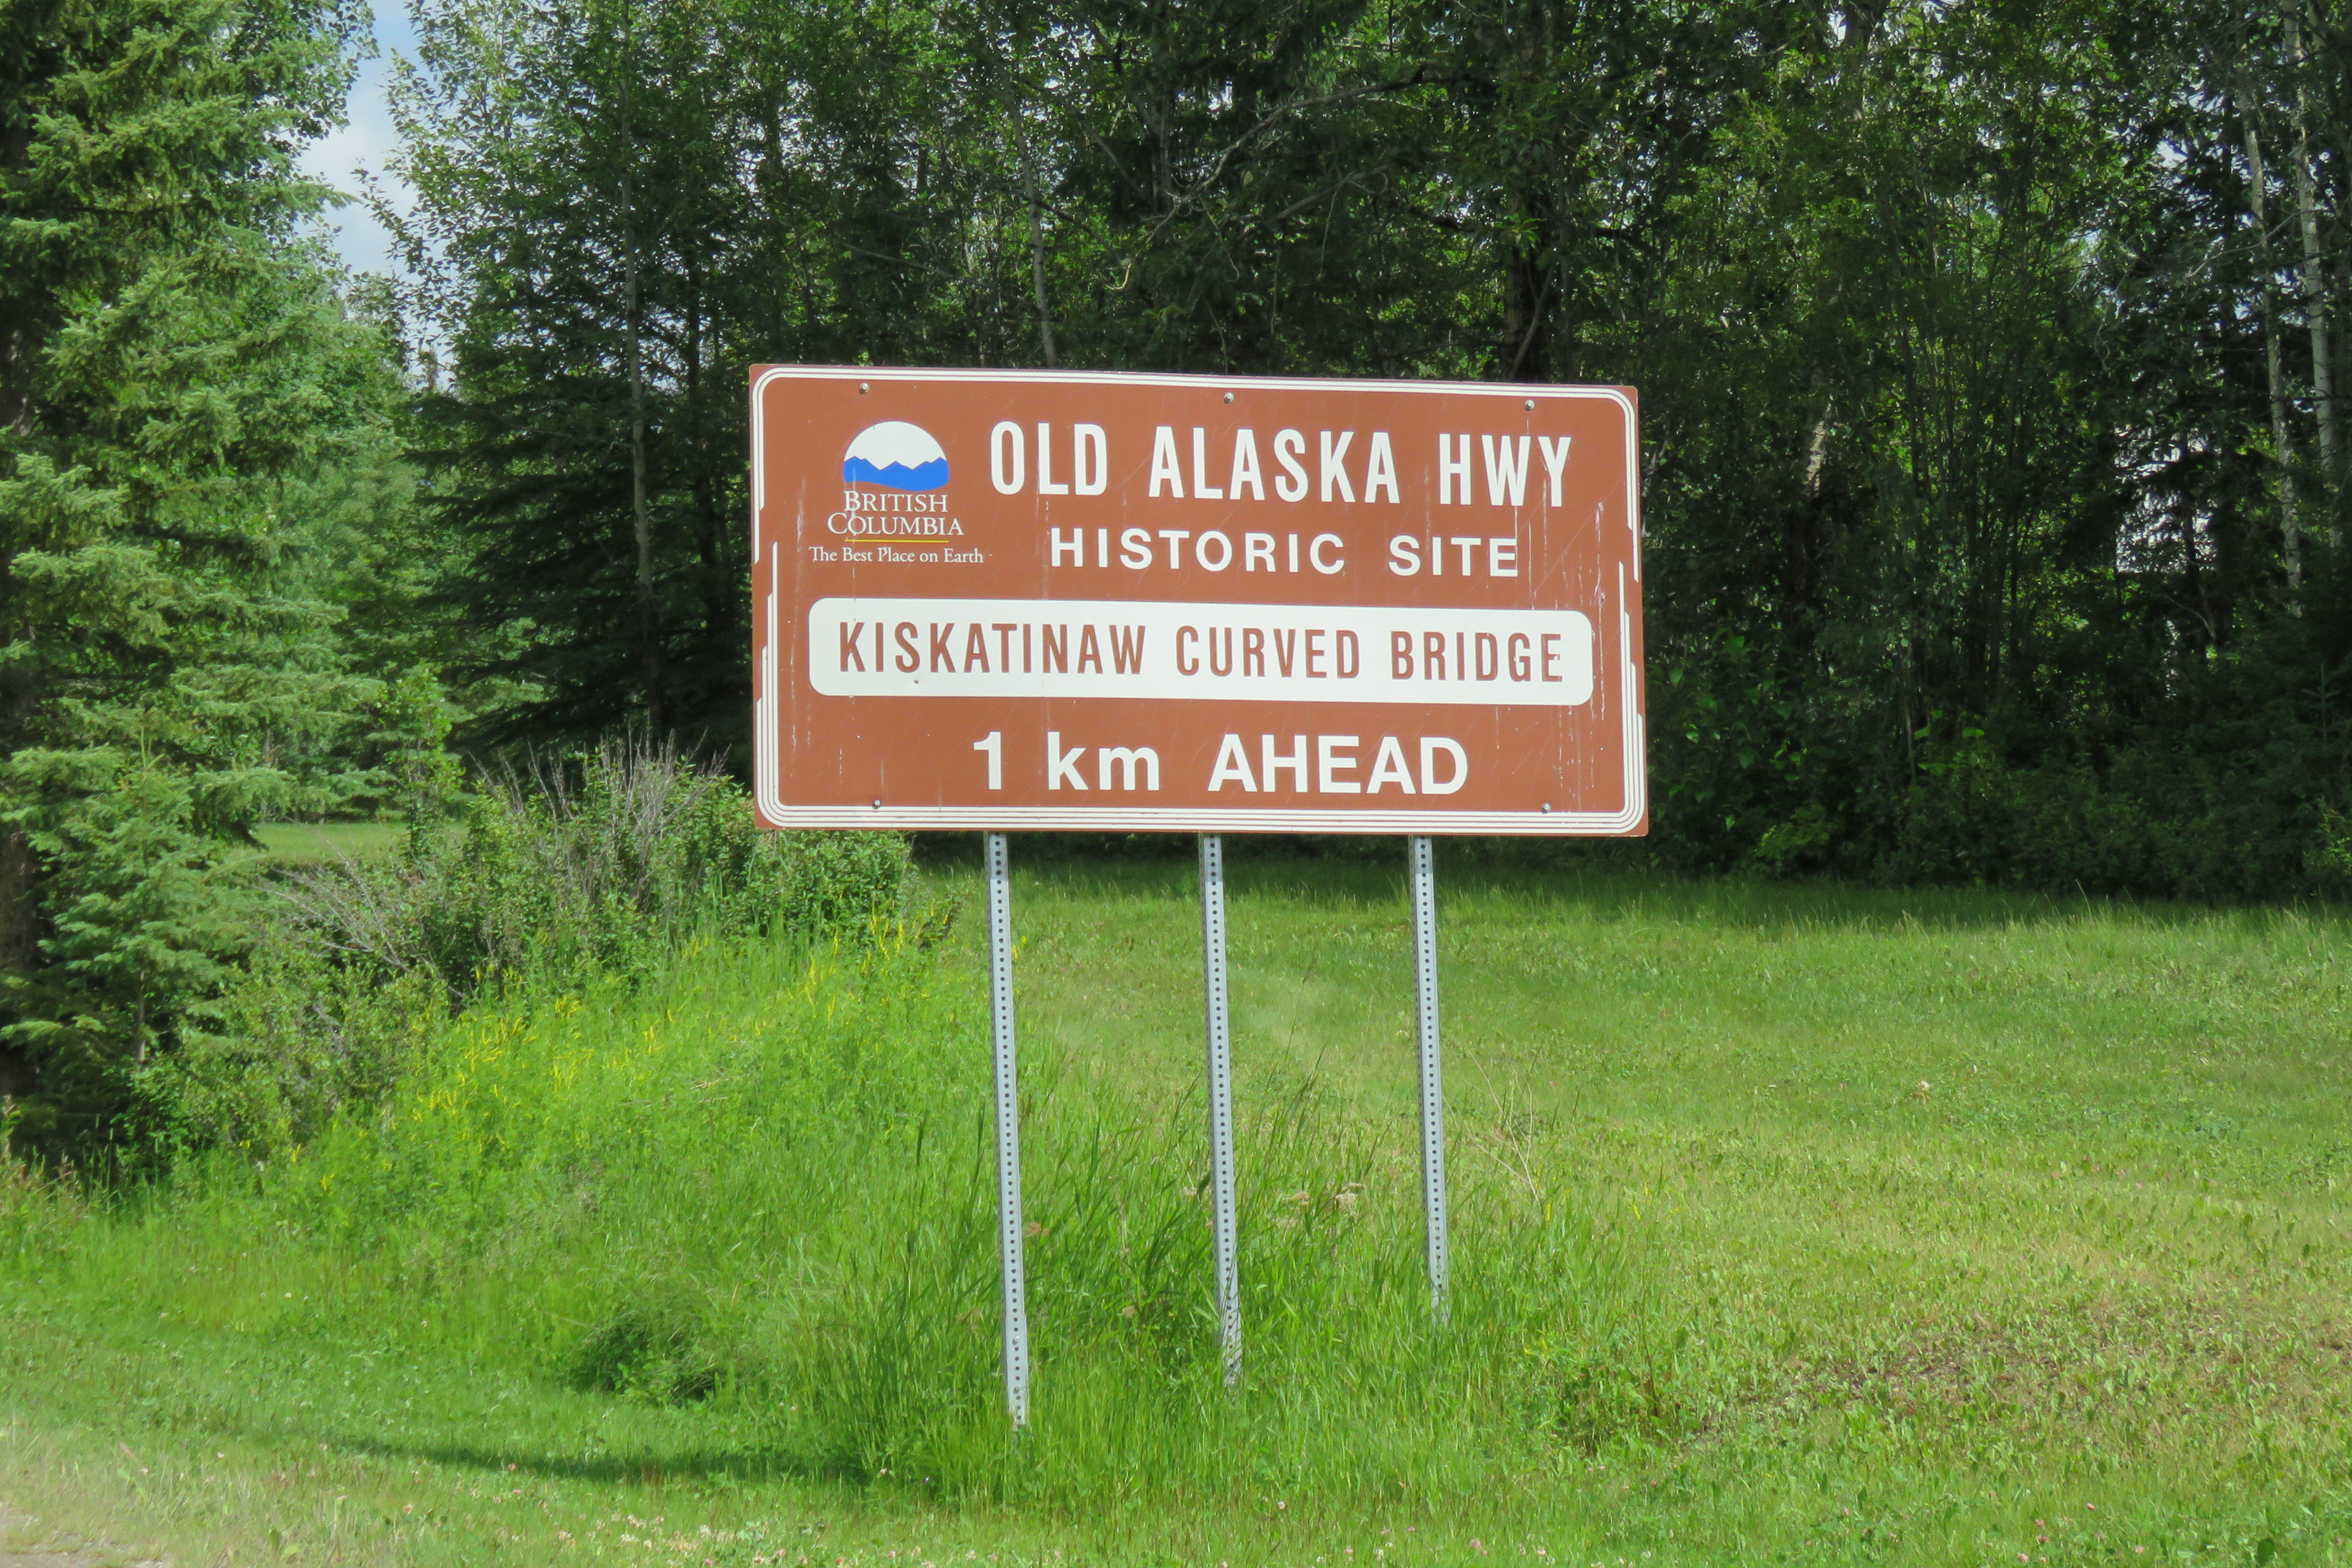 OLD ALASKA HWY
HISTORIC SITE
BRITISH
COLUMBIA
The Best Place on Earth
KISKATINAW CURVED BRIDGE
1 km AHEAD